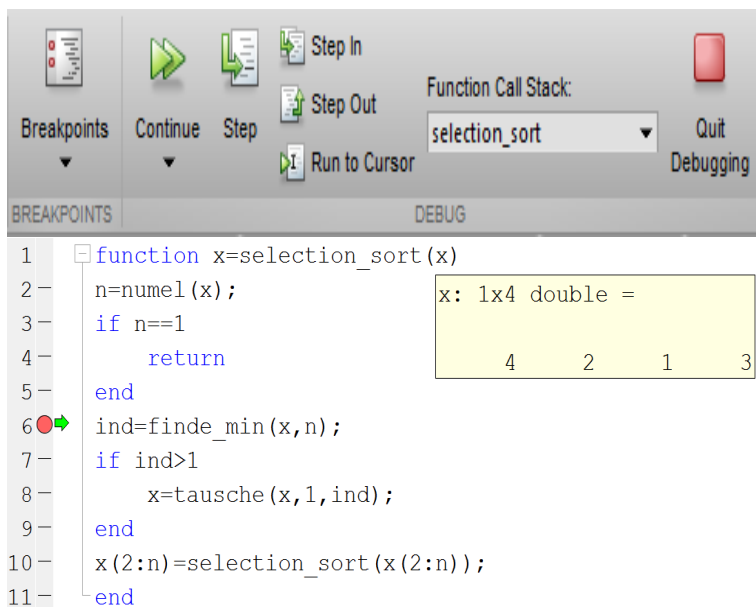 Breakpoints
Continue
Step
Step In
Step Out
Run to Cursor
Function Call Stack:
selection_sort
Quit
Debugging
BREAKPOINTS
DEBUG
1 function x=selection_sort(x)
2 n=numel(x);
3 if n==1
4 return
5 end
6 ind=finde_min(x,n);
7 if ind>1
8 x=tausche(x,1,ind);
9 end
10 x(2:n)=selection_sort(x(2:n));
11 end
x: 1x4 double =
4 2 1 3